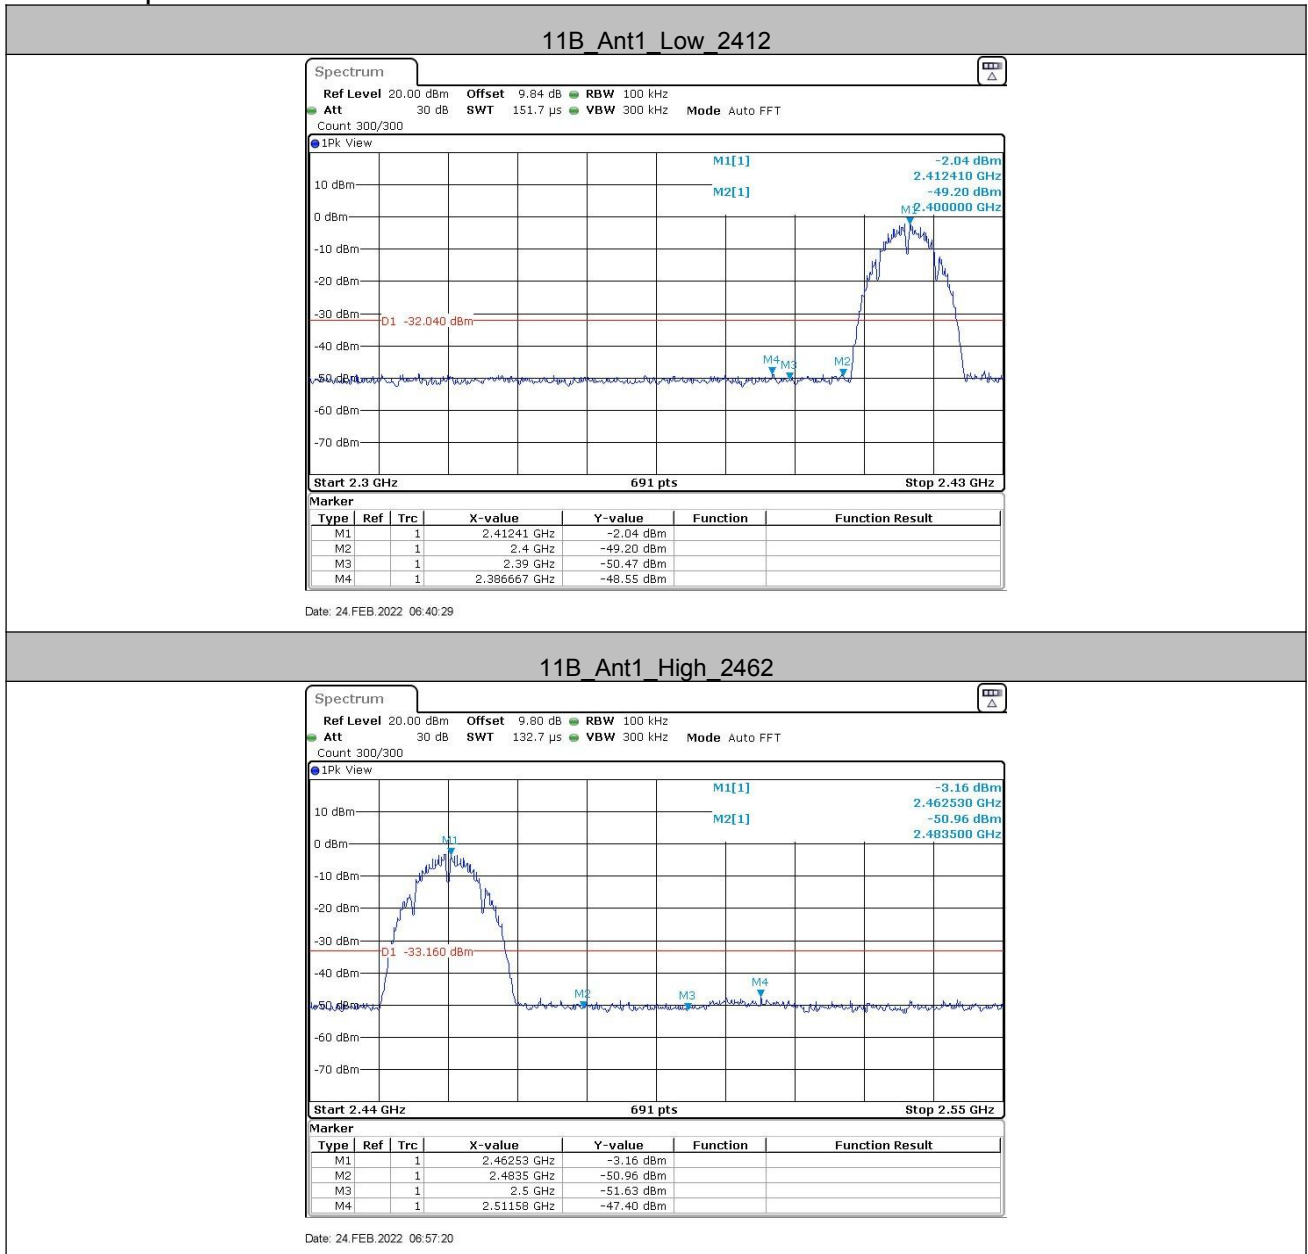 11B_Ant1_Low_2412
Spectrum
Ref Level 20.00 dBm Offset 9.84 dB RBW 100 kHz
Att 30 dB SWT 151.7 µs VBW 300 kHz Mode Auto FFT
Count 300/300
1Pk View
M1[1] -2.04 dBm
2.412410 GHz
10 dBm
M2[1] -49.20 dBm
2.400000 GHz
M1
0 dBm
-10 dBm
-20 dBm
-30 dBm
D1 -32.040 dBm
-40 dBm
M4 M3 M2
-50 dBm
-60 dBm
-70 dBm
Start 2.3 GHz 691 pts Stop 2.43 GHz
Marker
Type Ref Trc X-value Y-value Function Function Result
M1 1 2.41241 GHz -2.04 dBm
M2 1 2.4 GHz -49.20 dBm
M3 1 2.39 GHz -50.47 dBm
M4 1 2.386667 GHz -48.55 dBm
Date: 24.FEB.2022 06:40:29
11B_Ant1_High_2462
Spectrum
Ref Level 20.00 dBm Offset 9.80 dB RBW 100 kHz
Att 30 dB SWT 132.7 µs VBW 300 kHz Mode Auto FFT
Count 300/300
1Pk View
M1[1] -3.16 dBm
2.462530 GHz
10 dBm
M2[1] -50.96 dBm
2.483500 GHz
M1
0 dBm
-10 dBm
-20 dBm
-30 dBm
D1 -33.160 dBm
-40 dBm
M2 M3 M4
-50 dBm
-60 dBm
-70 dBm
Start 2.44 GHz 691 pts Stop 2.55 GHz
Marker
Type Ref Trc X-value Y-value Function Function Result
M1 1 2.46253 GHz -3.16 dBm
M2 1 2.4835 GHz -50.96 dBm
M3 1 2.5 GHz -51.63 dBm
M4 1 2.51158 GHz -47.40 dBm
Date: 24.FEB.2022 06:57:20